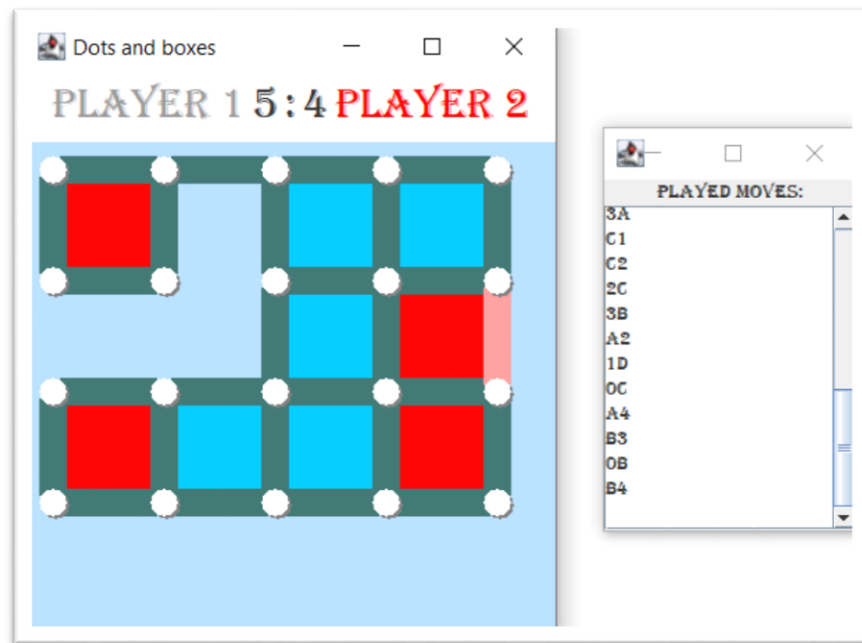 Dots and boxes
PLAYER 1 5:4 PLAYER 2
PLAYED MOVES:
3A
C1
C2
2C
3B
A2
1D
0C
A4
B3
0B
B4